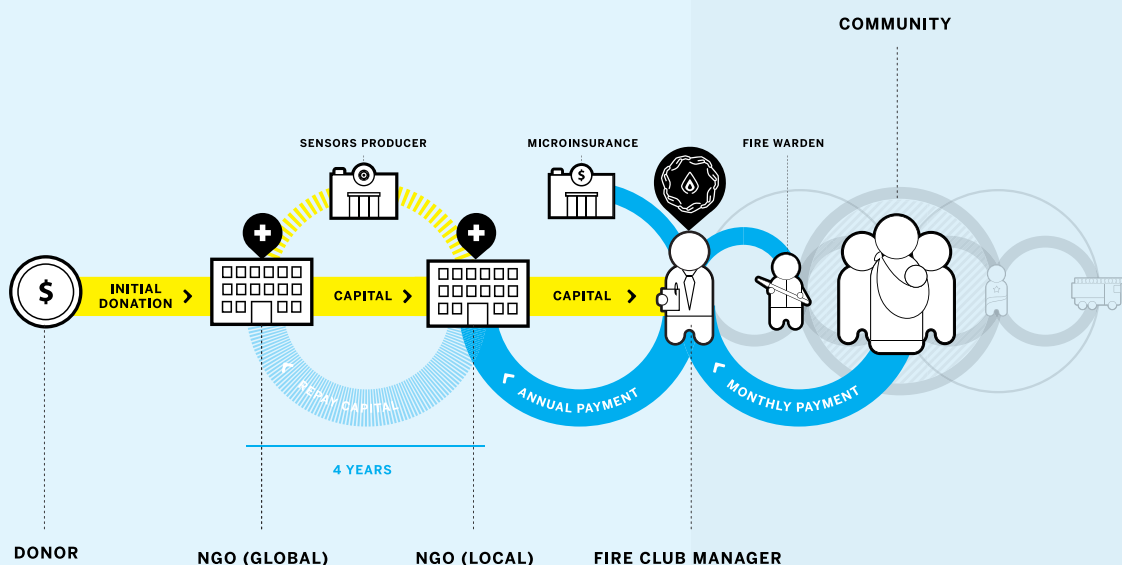 COMMUNITY
SENSORS PRODUCER
MICROINSURANCE
FIRE WARDEN
$
$
INITIAL
DONATION
CAPITAL
CAPITAL
REPAY CAPITAL
ANNUAL PAYMENT
MONTHLY PAYMENT
4 YEARS
DONOR
NGO (GLOBAL)
NGO (LOCAL)
FIRE CLUB MANAGER